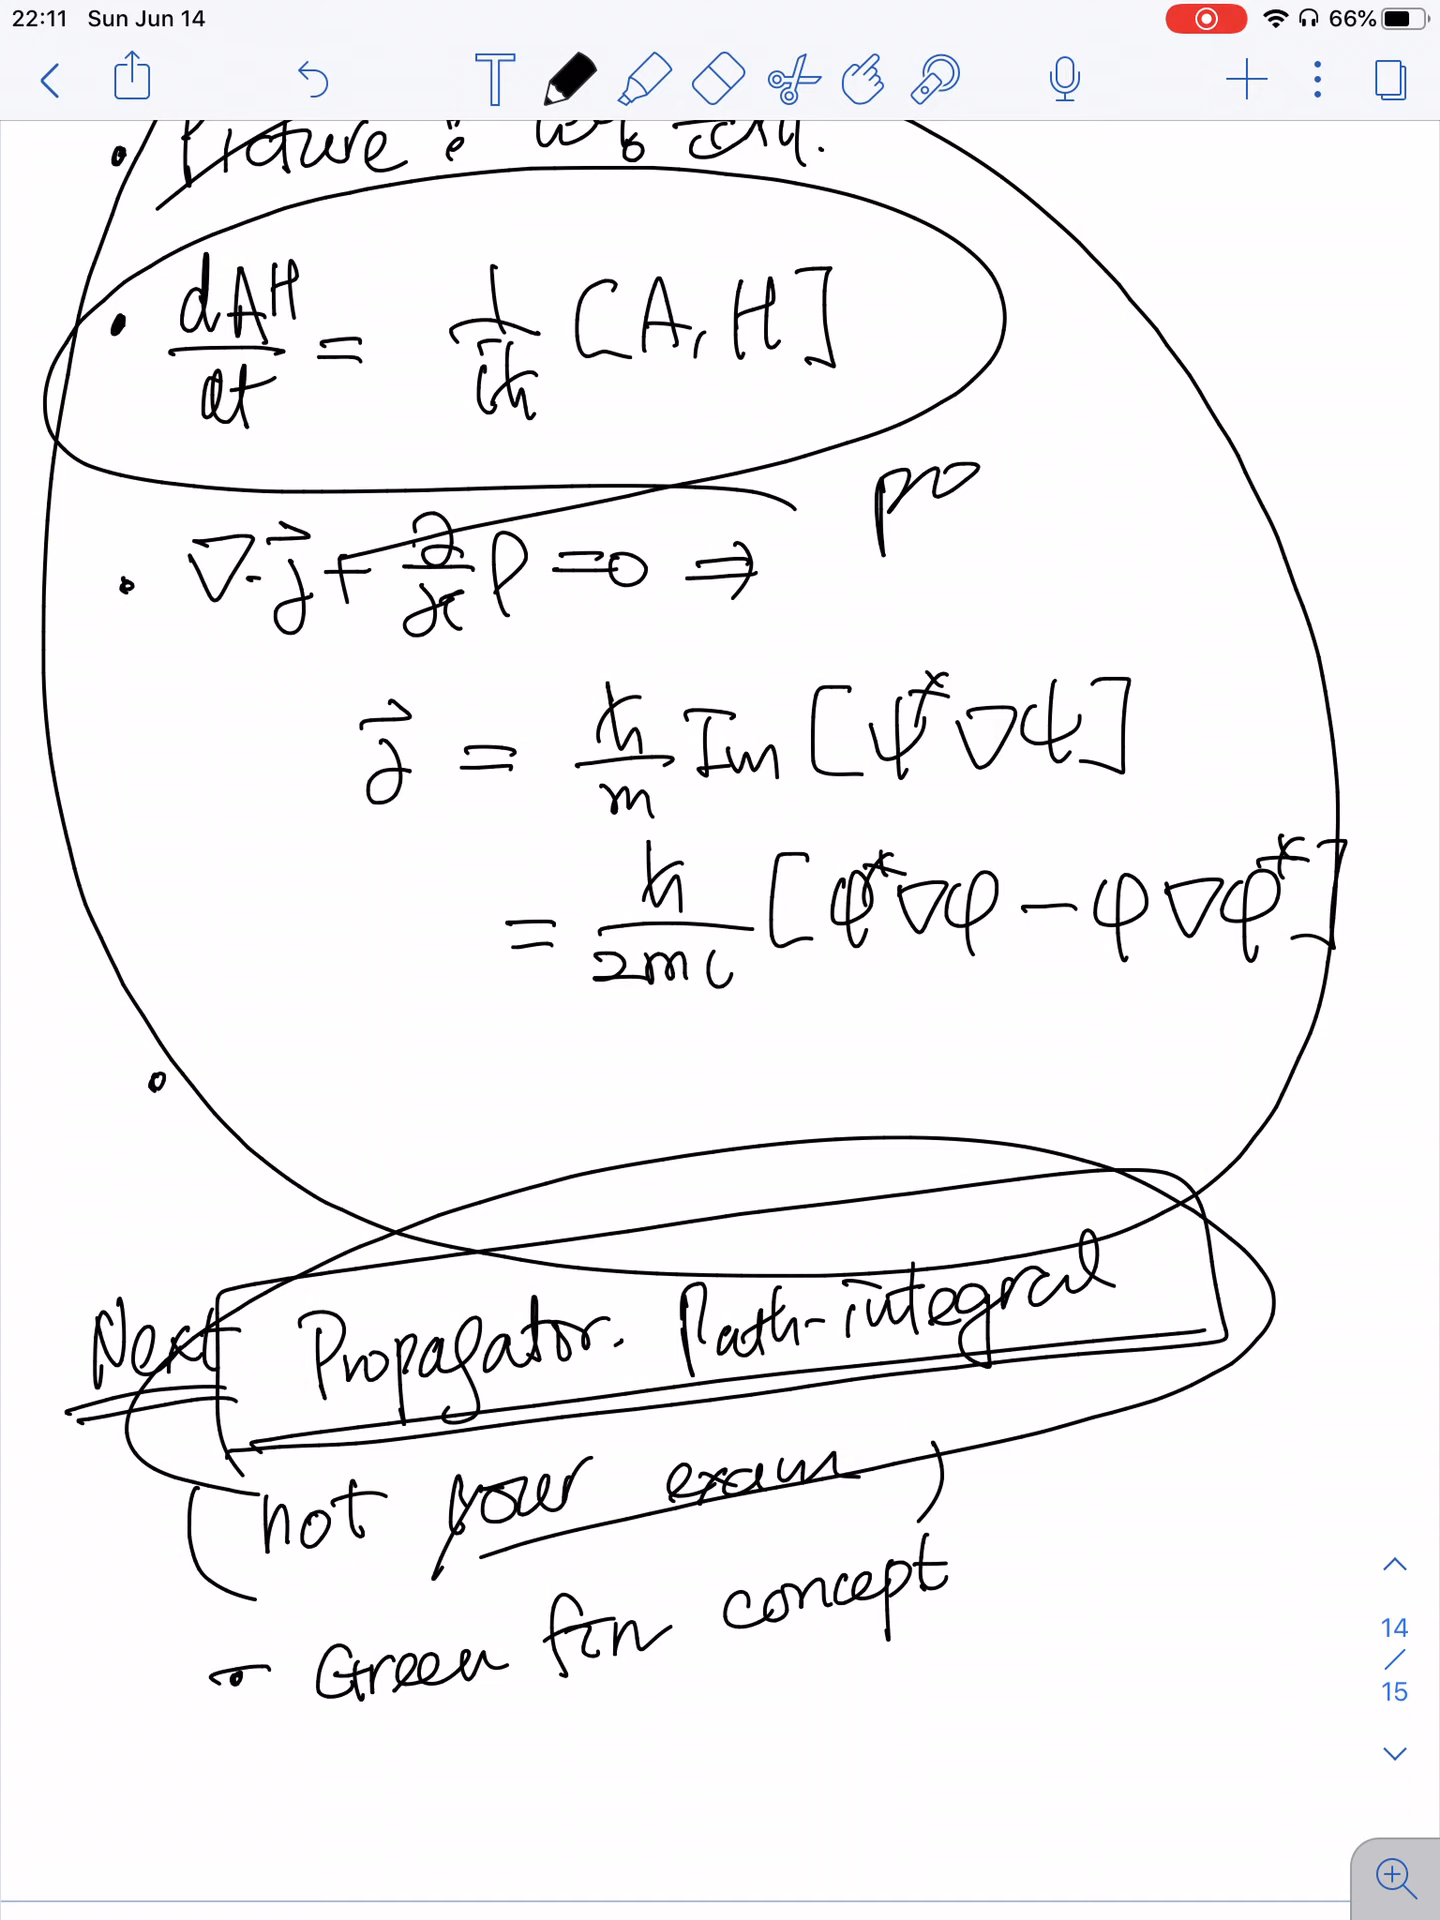 22:11 Sun Jun 14 66%
• Picture :
• dA^H/dt = 1/iħ [A, H]
pro
• ∇·j⃗ + ∂/∂t ρ = 0 ⇒
j⃗ = ħ/m Im [ψ* ∇ψ]
= ħ/2mi [φ*∇φ − φ∇φ*]
•
Next Propagator. Path-integral
(not your exam)
- Green fcn concept
14
/
15